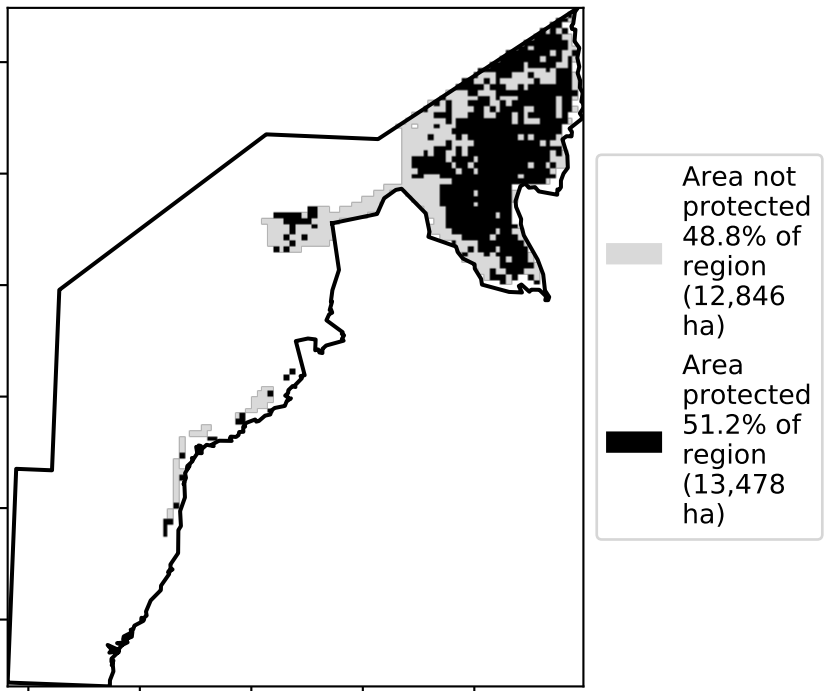 Area not
protected
48.8% of
region
(12,846
ha)
Area
protected
51.2% of
region
(13,478
ha)